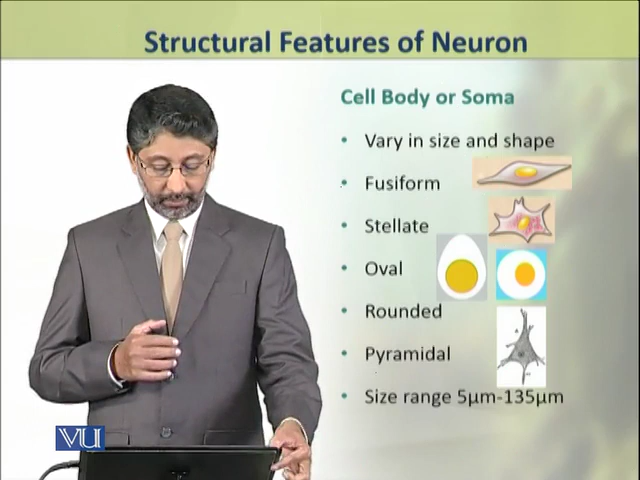 Structural Features of Neuron
Cell Body or Soma
• Vary in size and shape
• Fusiform
• Stellate
• Oval
• Rounded
• Pyramidal
• Size range 5µm-135µm
VU